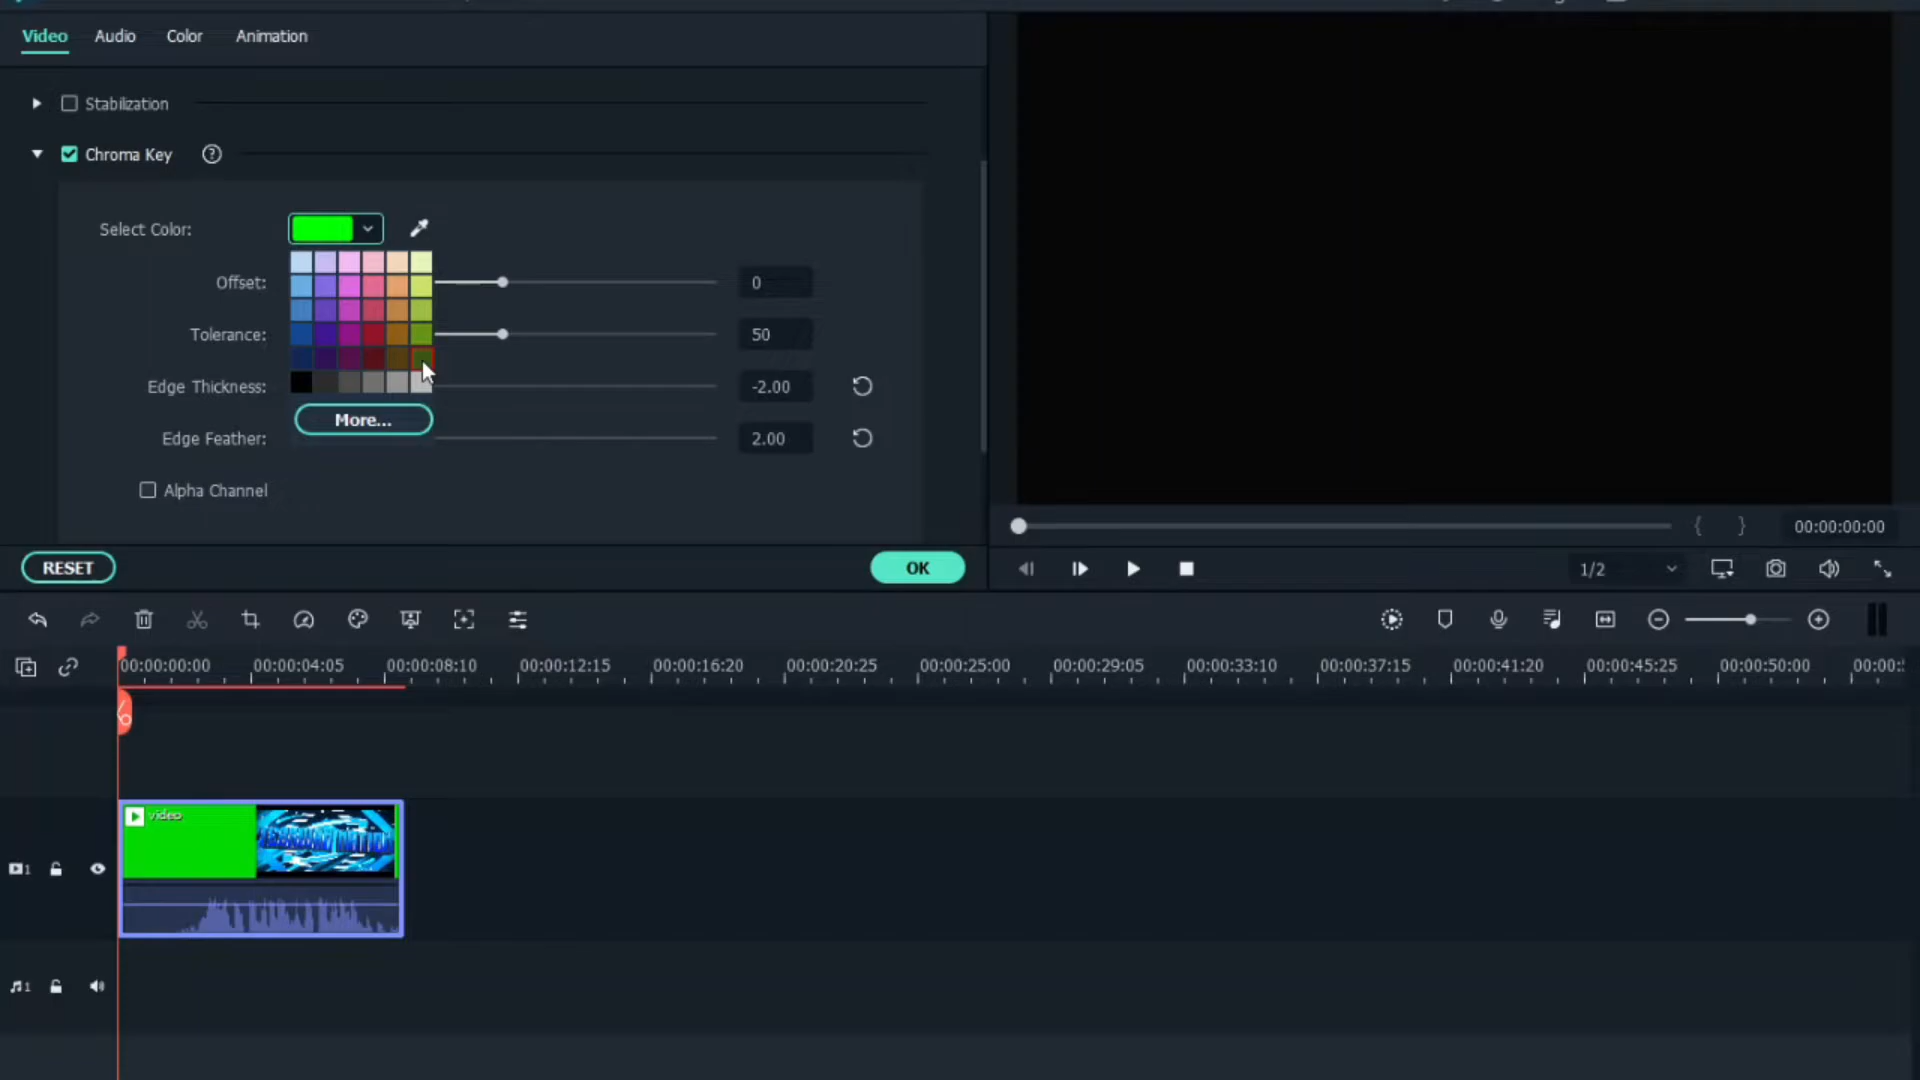 Video Audio Color Animation
Stabilization
Chroma Key ?
Select Color:
Offset: 0
Tolerance: 50
Edge Thickness: -2.00
More...
Edge Feather: 2.00
Alpha Channel
{ } 00:00:00:00
RESET OK
1/2
00:00:00:00 00:00:04:05 00:00:08:10 00:00:12:15 00:00:16:20 00:00:20:25 00:00:25:00 00:00:29:05 00:00:33:10 00:00:37:15 00:00:41:20 00:00:45:25 00:00:50:00 00:00:
video
1
1